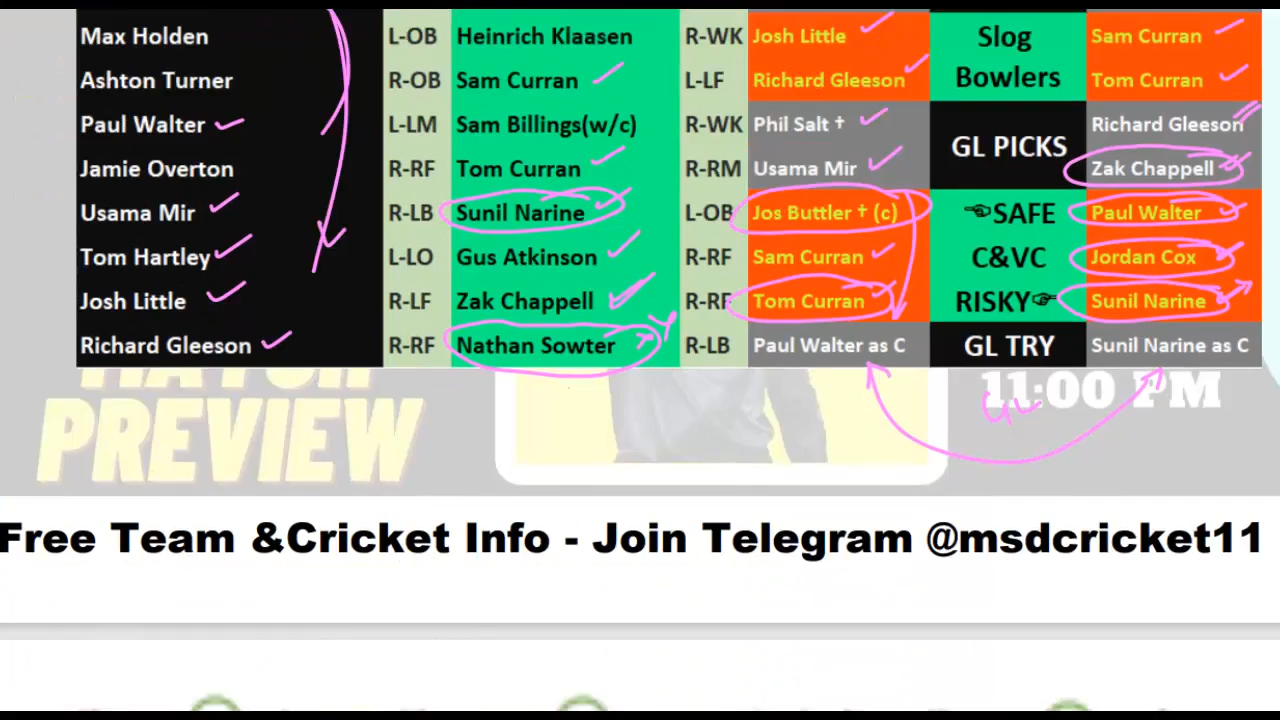 Max Holden L-OB Heinrich Klaasen R-WK Josh Little Slog Sam Curran
Ashton Turner R-OB Sam Curran L-LF Richard Gleeson Bowlers Tom Curran
Paul Walter L-LM Sam Billings(w/c) R-WK Phil Salt † GL PICKS Richard Gleeson
Jamie Overton R-RF Tom Curran R-RM Usama Mir Zak Chappell
Usama Mir R-LB Sunil Narine L-OB Jos Buttler † (c) ☜SAFE Paul Walter
Tom Hartley L-LO Gus Atkinson R-RF Sam Curran C&VC Jordan Cox
Josh Little R-LF Zak Chappell R-RF Tom Curran RISKY☞ Sunil Narine
Richard Gleeson R-RF Nathan Sowter R-LB Paul Walter as C GL TRY Sunil Narine as C
MATCH
PREVIEW
11:00 PM
Free Team &Cricket Info - Join Telegram @msdcricket11